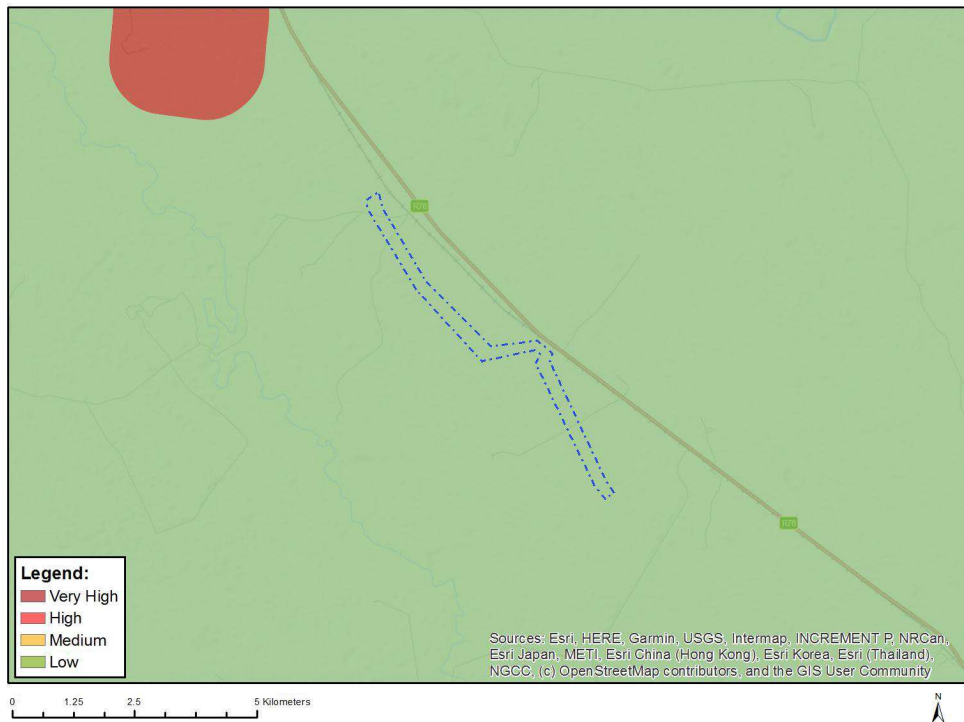 R76
R76
Legend:
Very High
High
Medium
Low
Sources: Esri, HERE, Garmin, USGS, Intermap, INCREMENT P, NRCan,
Esri Japan, METI, Esri China (Hong Kong), Esri Korea, Esri (Thailand),
NGCC, (c) OpenStreetMap contributors, and the GIS User Community
0 1.25 2.5 5 Kilometers
N